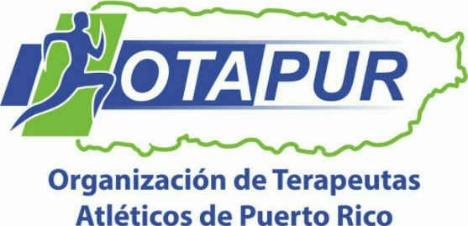 OTAPUR
Organización de Terapeutas
Atléticos de Puerto Rico